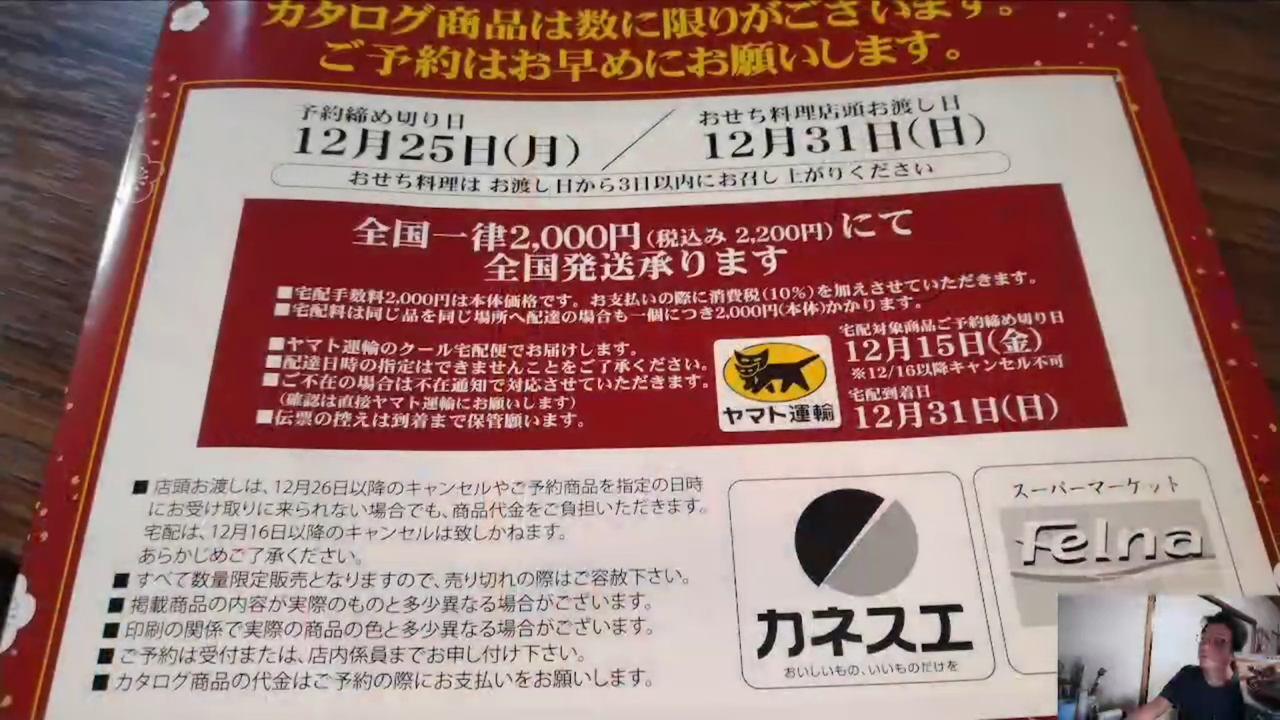 カタログ商品は数に限りがございます。
ご予約はお早めにお願いします。
予約締め切り日
12月25日(月)
おせち料理店頭お渡し日
12月31日(日)
おせち料理は お渡し日から3日以内にお召し上がりください
全国一律2,000円(税込み 2,200円)にて
全国発送承ります
■宅配手数料2,000円は本体価格です。お支払いの際に消費税(10%)を加えさせていただきます。
■宅配料は同じ品を同じ場所へ配達の場合も一個につき2,000円(本体)かかります。
■ヤマト運輸のクール宅配便でお届けします。
■配達日時の指定はできませんことをご了承ください。
■ご不在の場合は不在通知で対応させていただきます。
(確認は直接ヤマト運輸にお願いします)
■伝票の控えは到着まで保管願います。
ヤマト運輸
宅配対象商品ご予約締め切り日
12月15日(金)
※12/16以降キャンセル不可
宅配到着日
12月31日(日)
■ 店頭お渡しは、12月26日以降のキャンセルやご予約商品を指定の日時
にお受け取りに来られない場合でも、商品代金をご負担いただきます。
宅配は、12月16日以降のキャンセルは致しかねます。
あらかじめご了承ください。
■ すべて数量限定販売となりますので、売り切れの際はご容赦下さい。
■ 掲載商品の内容が実際のものと多少異なる場合がございます。
■ 印刷の関係で実際の商品の色と多少異なる場合がございます。
■ ご予約は受付または、店内係員までお申し付け下さい。
■ カタログ商品の代金はご予約の際にお支払いをお願いします。
カネスエ
おいしいもの、いいものだけを
スーパーマーケット
Felna